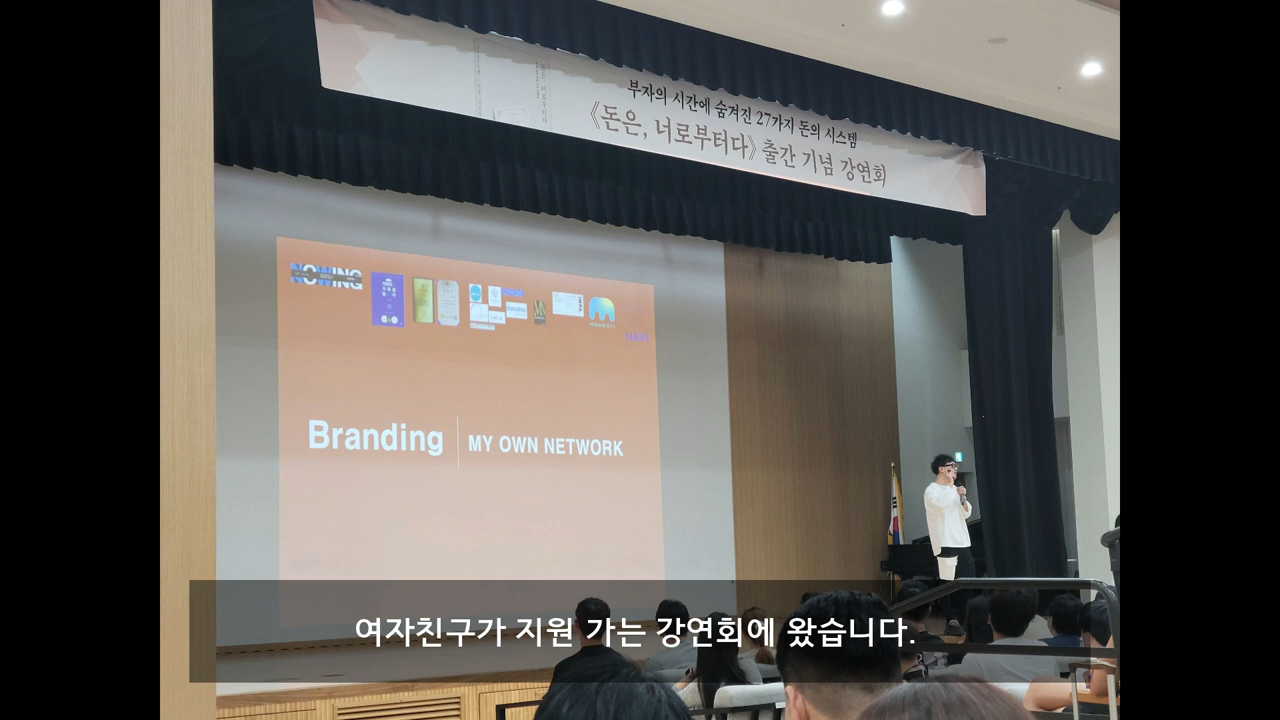 부자의 시간에 숨겨진 27가지 돈의 시스템
《돈은, 너로부터다》 출간 기념 강연회
NOWING
MOMENTI
NAVI
Branding
MY OWN NETWORK
여자친구가 지원 가는 강연회에 왔습니다.